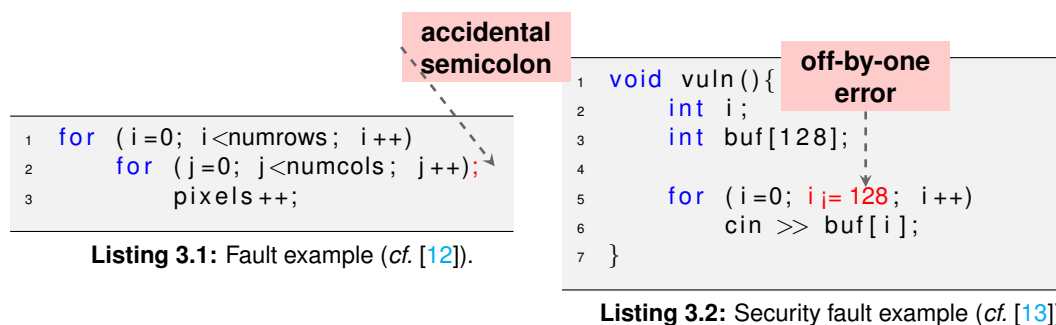 accidental
semicolon
1 for (i=0; i<numrows; i++)
2 for (j=0; j<numcols; j++);
3 pixels++;
Listing 3.1: Fault example (cf. [12]).
off-by-one
error
1 void vuln(){
2 int i;
3 int buf[128];
4
5 for (i=0; i ¡= 128; i++)
6 cin >> buf[i];
7 }
Listing 3.2: Security fault example (cf. [13]